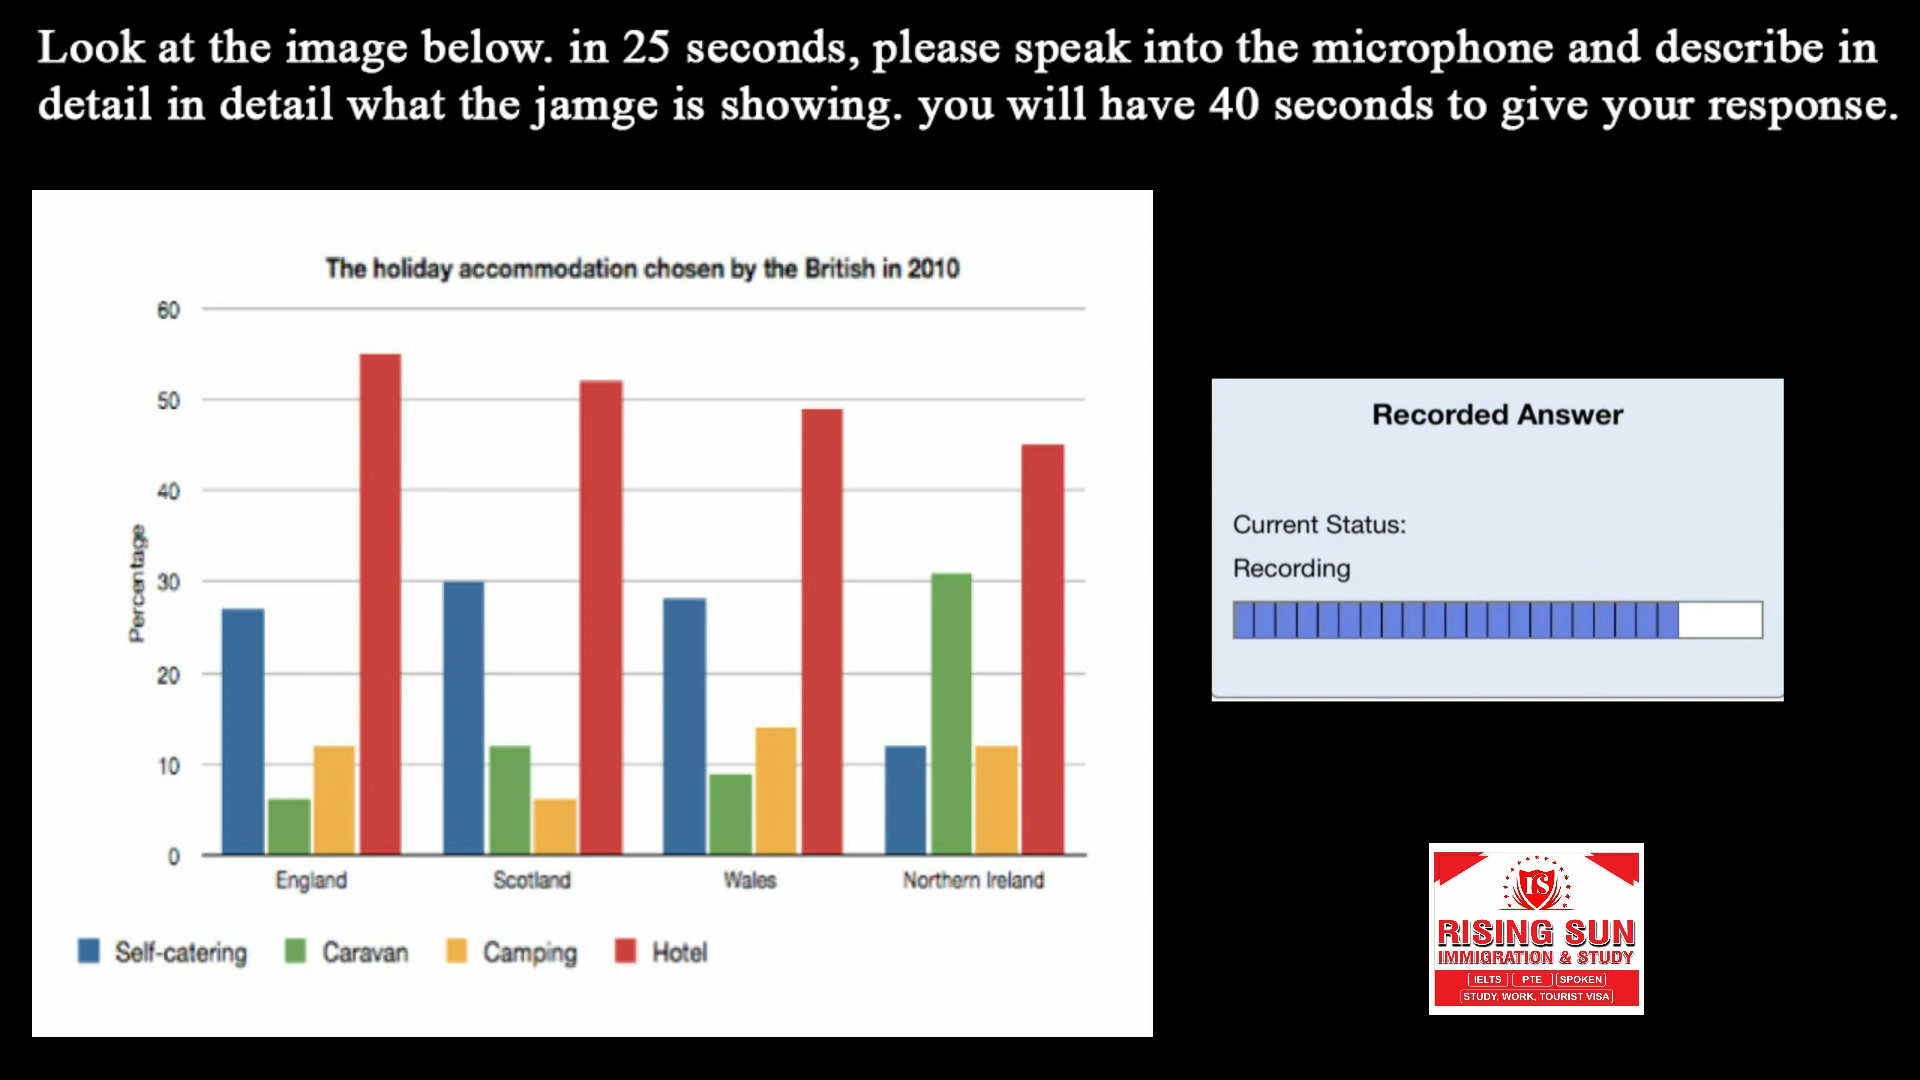 Look at the image below. in 25 seconds, please speak into the microphone and describe in
detail in detail what the jamge is showing. you will have 40 seconds to give your response.
The holiday accommodation chosen by the British in 2010
60
50
40
30
20
10
0
Percentage
England Scotland Wales Northern Ireland
Self-catering Caravan Camping Hotel
Recorded Answer
Current Status:
Recording
RS
RISING SUN
IMMIGRATION & STUDY
IELTS PTE SPOKEN
STUDY, WORK, TOURIST VISA